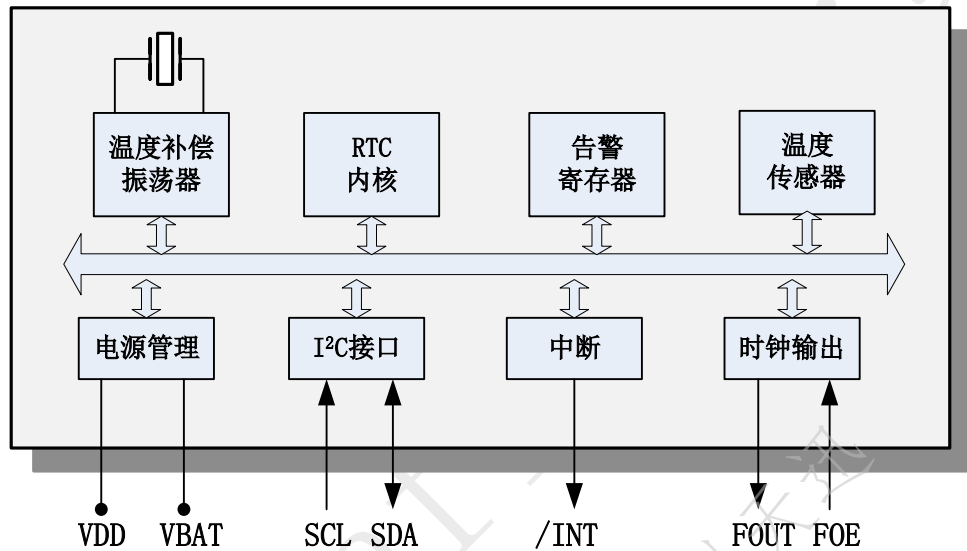 温度补偿
振荡器
RTC
内核
告警
寄存器
温度
传感器
电源管理
I²C接口
中断
时钟输出
VDD VBAT SCL SDA /INT FOUT FOE